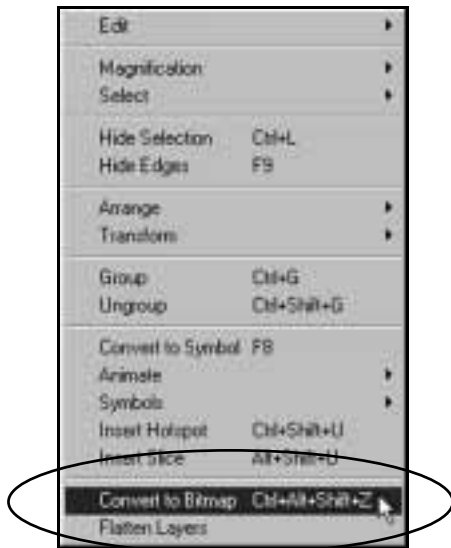 Edit
Magnification
Select
Hide Selection Ctrl+L
Hide Edges F9
Arrange
Transform
Group Ctrl+G
Ungroup Ctrl+Shift+G
Convert to Symbol F8
Animate
Symbols
Insert Hotspot Ctrl+Shift+U
Insert Slice Alt+Shift+U
Convert to Bitmap Ctrl+Alt+Shift+Z
Flatten Layers